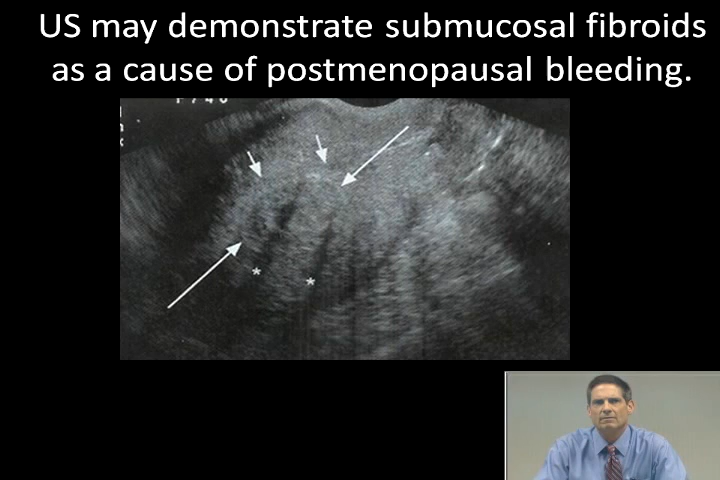 US may demonstrate submucosal fibroids
as a cause of postmenopausal bleeding.
* *